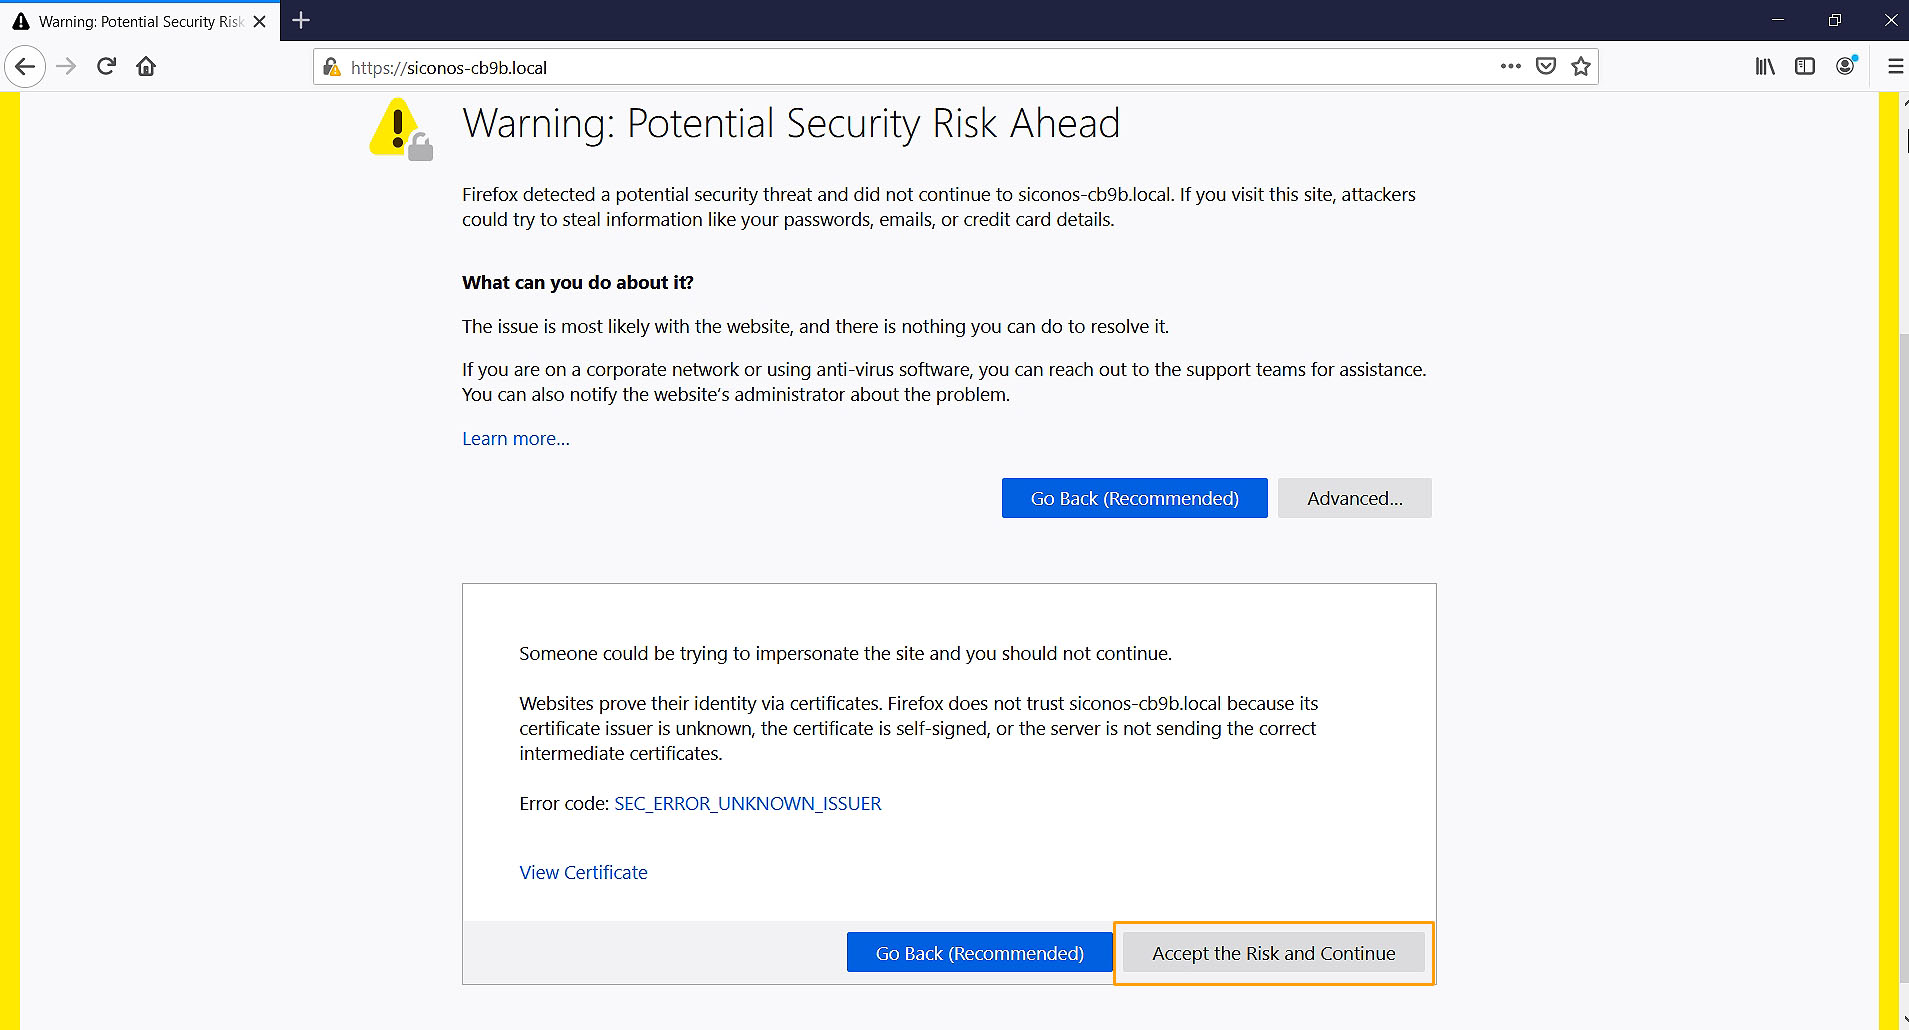 Warning: Potential Security Risk
https://siconos-cb9b.local
Warning: Potential Security Risk Ahead
Firefox detected a potential security threat and did not continue to siconos-cb9b.local. If you visit this site, attackers
could try to steal information like your passwords, emails, or credit card details.
What can you do about it?
The issue is most likely with the website, and there is nothing you can do to resolve it.
If you are on a corporate network or using anti-virus software, you can reach out to the support teams for assistance.
You can also notify the website’s administrator about the problem.
Learn more…
Go Back (Recommended)
Advanced...
Someone could be trying to impersonate the site and you should not continue.
Websites prove their identity via certificates. Firefox does not trust siconos-cb9b.local because its
certificate issuer is unknown, the certificate is self-signed, or the server is not sending the correct
intermediate certificates.
Error code: SEC_ERROR_UNKNOWN_ISSUER
View Certificate
Go Back (Recommended)
Accept the Risk and Continue